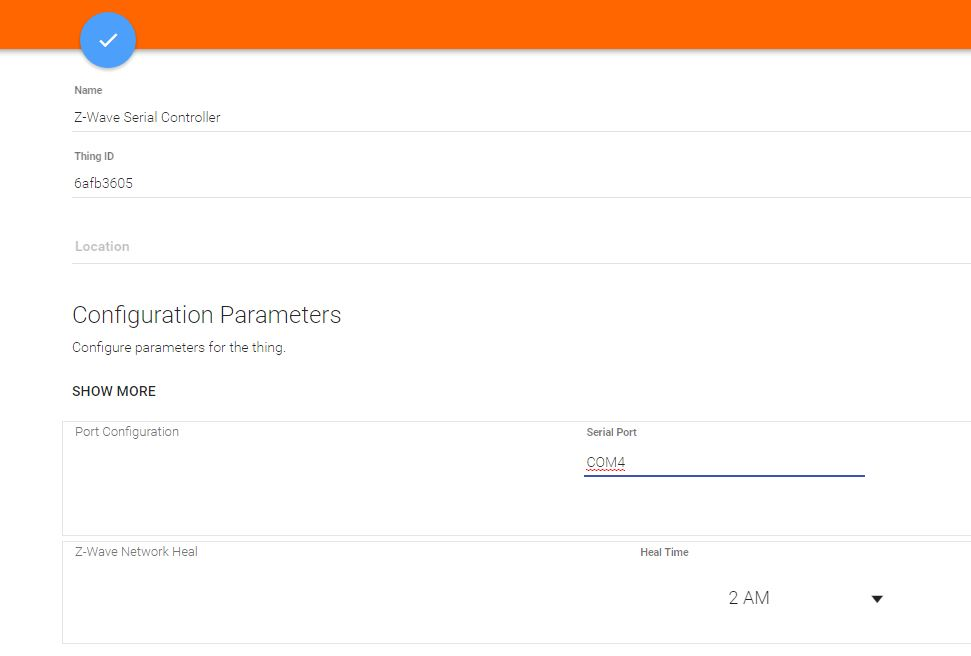 Name
Z-Wave Serial Controller
Thing ID
6afb3605
Location
Configuration Parameters
Configure parameters for the thing.
SHOW MORE
Port Configuration
Serial Port
COM4
Z-Wave Network Heal
Heal Time
2 AM